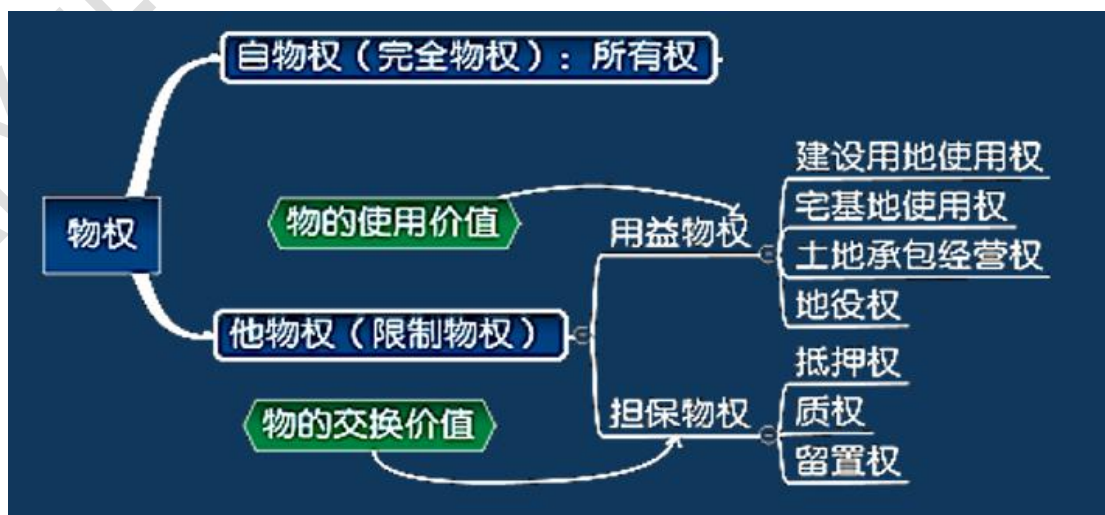 自物权（完全物权）：所有权
建设用地使用权
物的使用价值
宅基地使用权
物权
用益物权
土地承包经营权
地役权
他物权（限制物权）
抵押权
物的交换价值
担保物权
质权
留置权